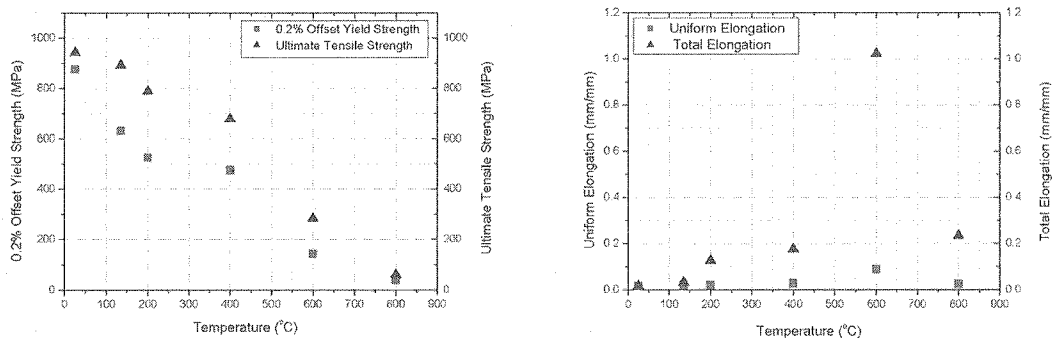 0.2% Offset Yield Strength
Ultimate Tensile Strength
0.2% Offset Yield Strength (MPa)
1000
800
600
400
200
0
Ultimate Tensile Strength (MPa)
1000
800
600
400
200
0
0 100 200 300 400 500 600 700 800 900
Temperature (°C)
Uniform Elongation
Total Elongation
Uniform Elongation (mm/mm)
1.2
1.0
0.8
0.6
0.4
0.2
0.0
Total Elongation (mm/mm)
1.2
1.0
0.8
0.6
0.4
0.2
0.0
0 100 200 300 400 500 600 700 800 900
Temperature (°C)